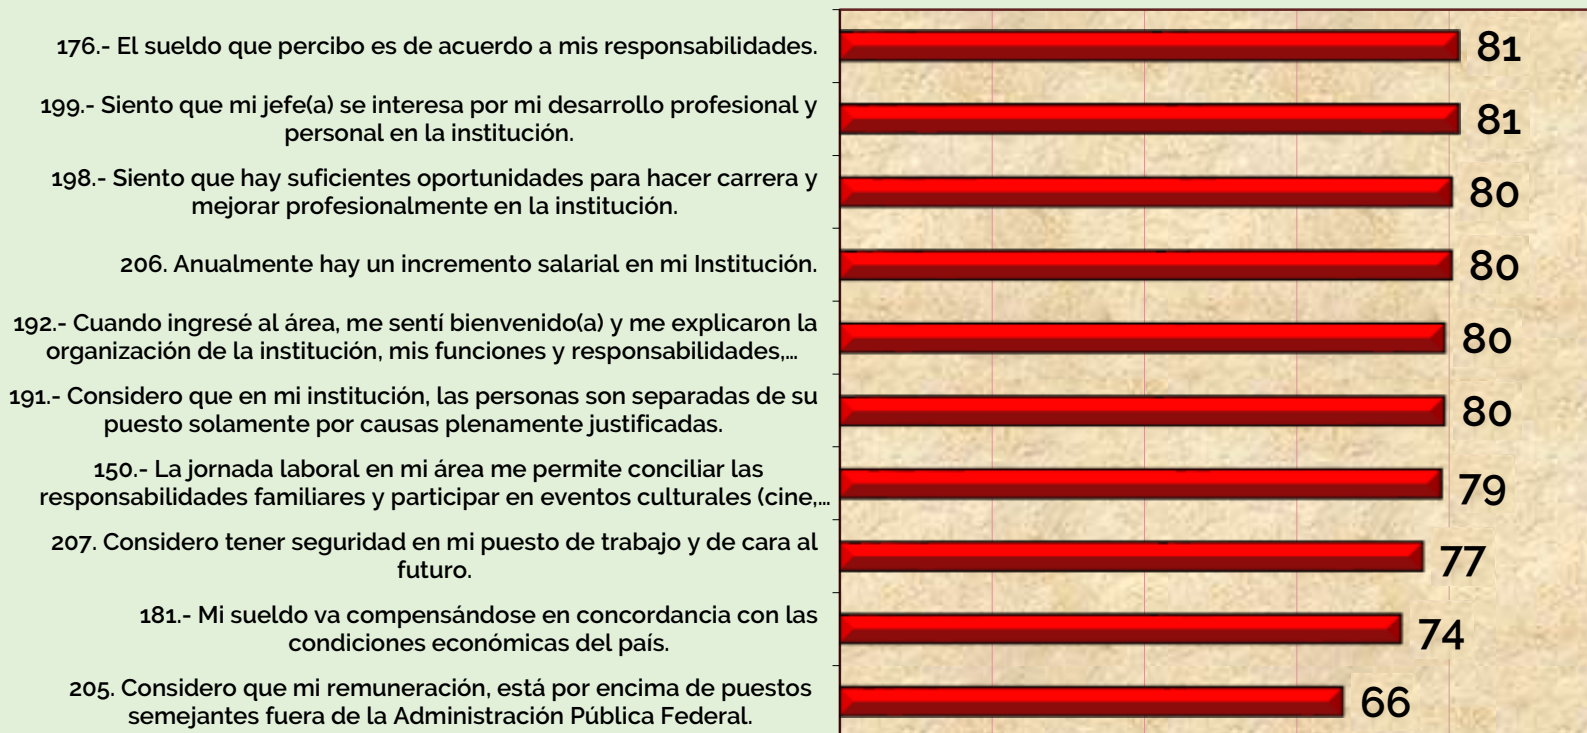 176.- El sueldo que percibo es de acuerdo a mis responsabilidades.
81
199.- Siento que mi jefe(a) se interesa por mi desarrollo profesional y
personal en la institución.
81
198.- Siento que hay suficientes oportunidades para hacer carrera y
mejorar profesionalmente en la institución.
80
206. Anualmente hay un incremento salarial en mi Institución.
80
192.- Cuando ingresé al área, me sentí bienvenido(a) y me explicaron la
organización de la institución, mis funciones y responsabilidades,...
80
191.- Considero que en mi institución, las personas son separadas de su
puesto solamente por causas plenamente justificadas.
80
150.- La jornada laboral en mi área me permite conciliar las
responsabilidades familiares y participar en eventos culturales (cine,...
79
207. Considero tener seguridad en mi puesto de trabajo y de cara al
futuro.
77
181.- Mi sueldo va compensándose en concordancia con las
condiciones económicas del país.
74
205. Considero que mi remuneración, está por encima de puestos
semejantes fuera de la Administración Pública Federal.
66